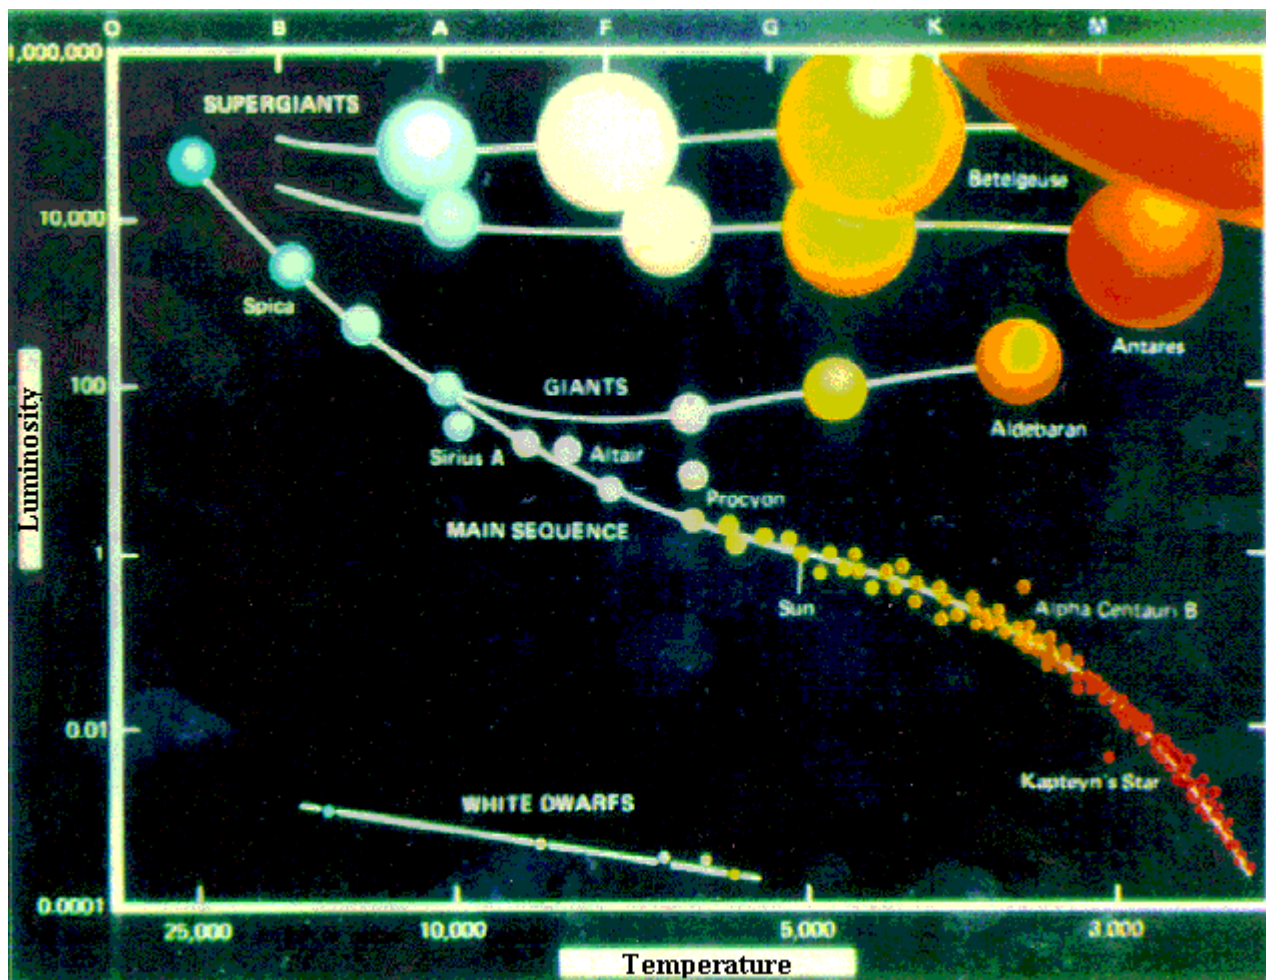 O B A F G K M
1,000,000
SUPERGIANTS
Betelgeuse
10,000
Spica
Antares
100
GIANTS
Aldebaran
Sirius A
Altair
Procyon
MAIN SEQUENCE
1
Sun
Alpha Centauri B
0.01
Kapteyn's Star
WHITE DWARFS
0.0001
25,000 10,000 5,000 3,000
Luminosity
Temperature